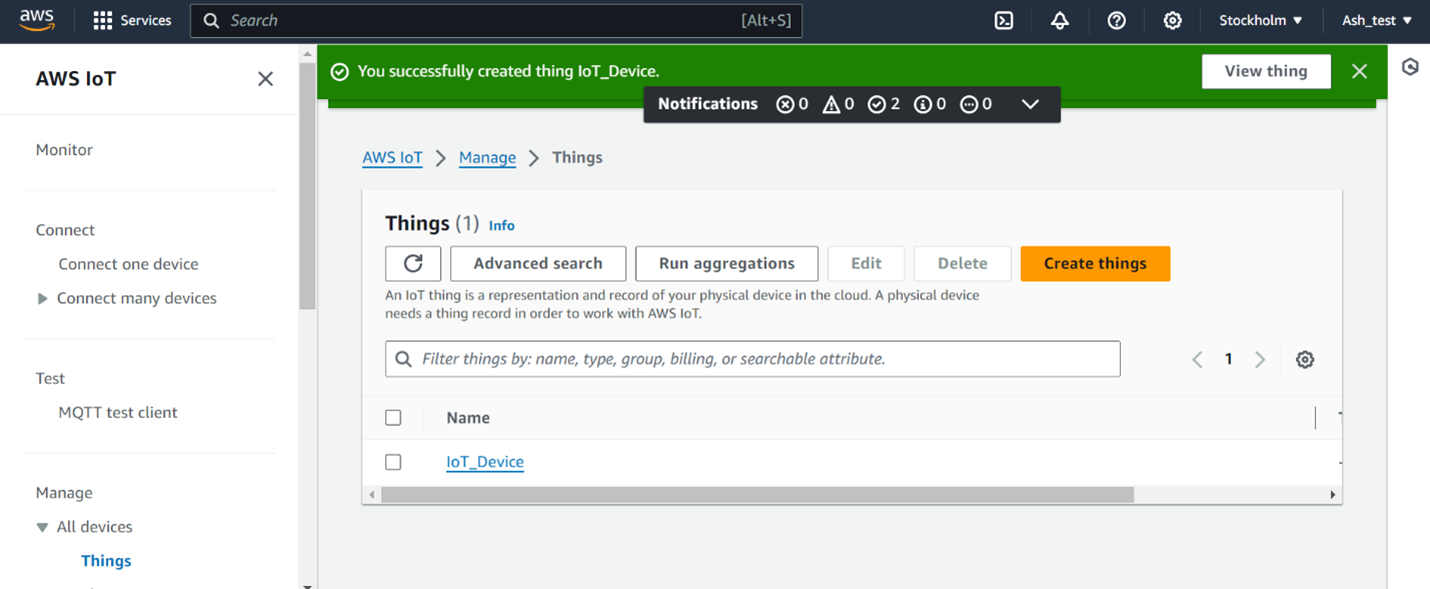 aws Services Search [Alt+S] Stockholm Ash_test
AWS IoT
Monitor
Connect
Connect one device
Connect many devices
Test
MQTT test client
Manage
All devices
Things
You successfully created thing IoT_Device. View thing
Notifications 0 0 2 0 0
AWS IoT Manage Things
Things (1) Info
Advanced search Run aggregations Edit Delete Create things
An IoT thing is a representation and record of your physical device in the cloud. A physical device
needs a thing record in order to work with AWS IoT.
Filter things by: name, type, group, billing, or searchable attribute. 1
Name
IoT_Device